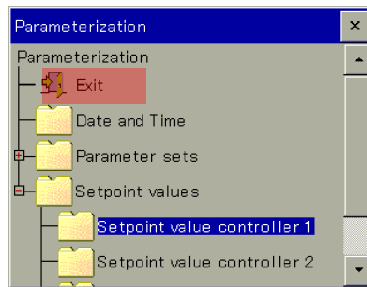 Parameterization
Parameterization
Exit
Date and Time
Parameter sets
Setpoint values
Setpoint value controller 1
Setpoint value controller 2